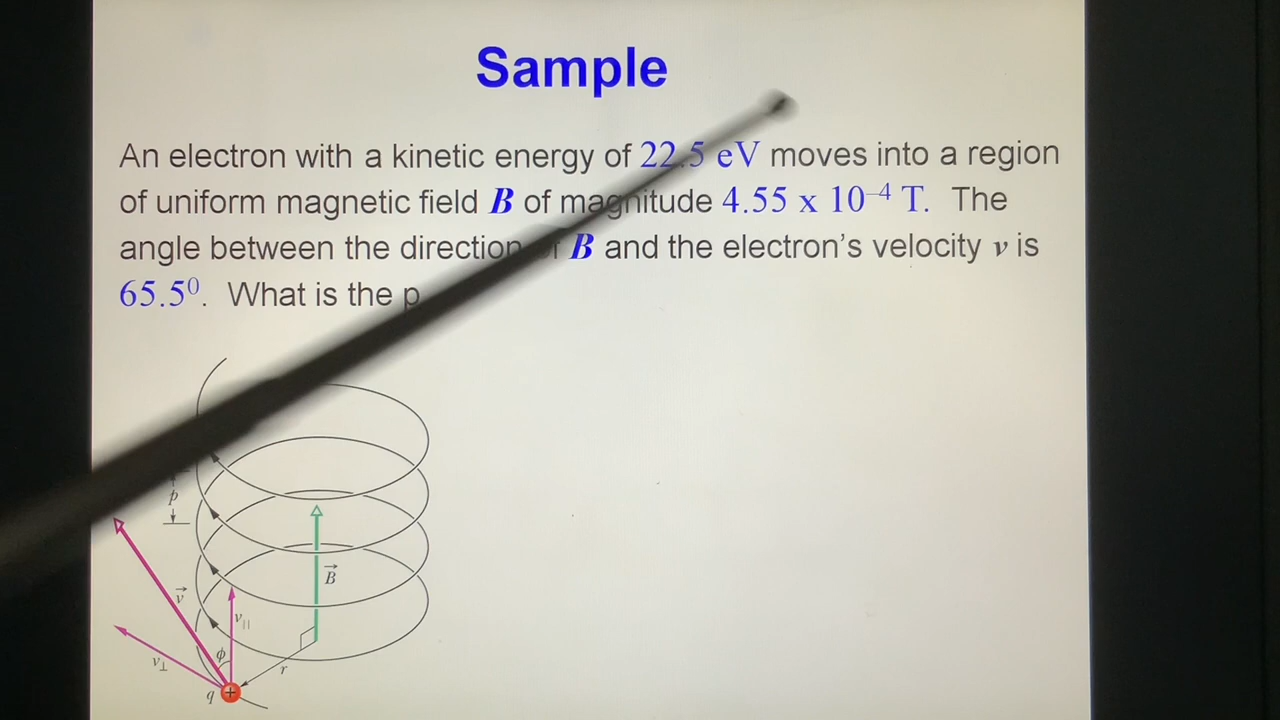 Sample
An electron with a kinetic energy of 22.5 eV moves into a region
of uniform magnetic field B of magnitude 4.55 x 10⁻⁴ T. The
angle between the direction B and the electron’s velocity v is
65.5⁰. What is the
p
B
v
v||
v⊥
ϕ
r
q +